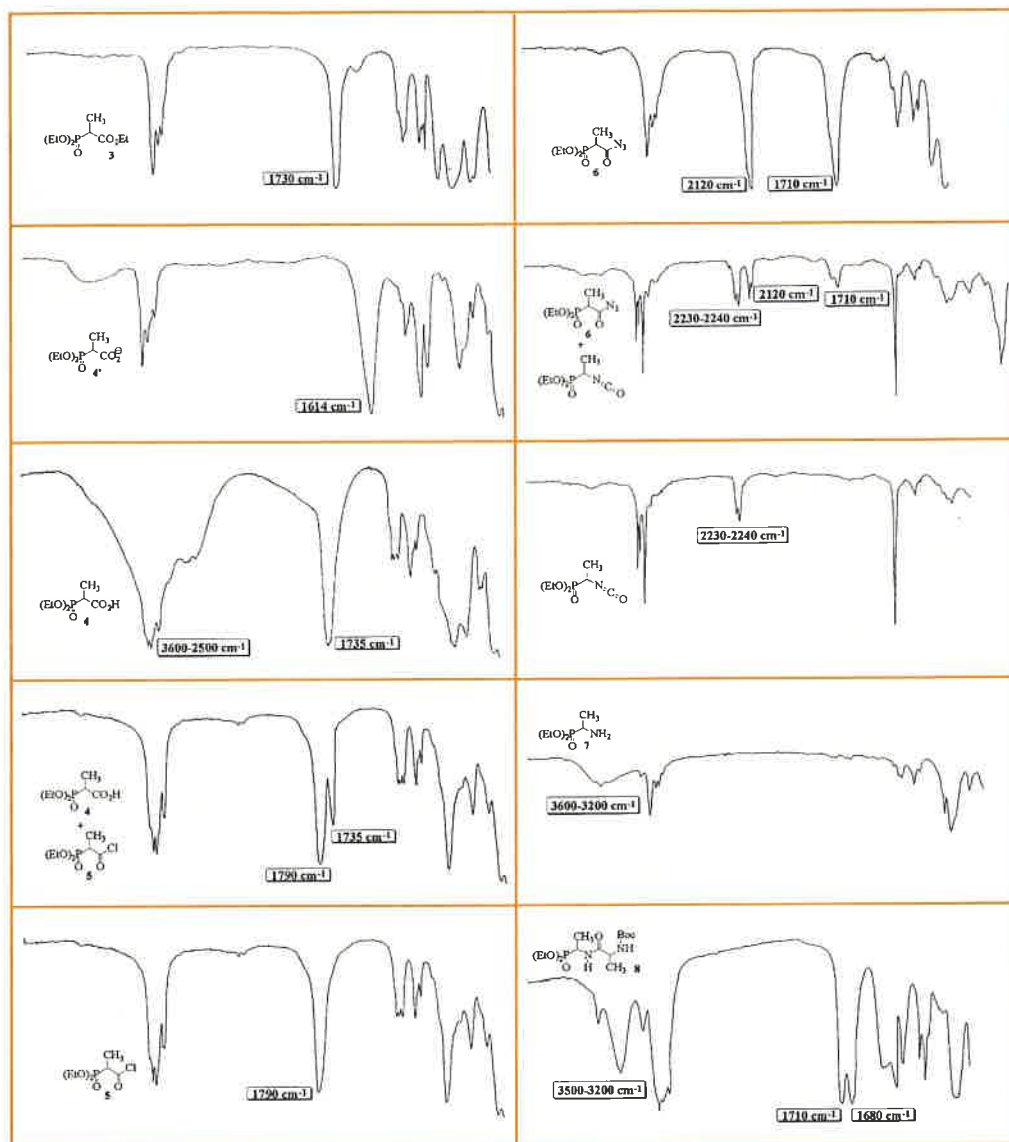 CH₃
(EtO)₂P CO₂Et
O 3
1730 cm-1
CH₃
(EtO)₂P CO₂⊖
O 4'
1614 cm-1
CH₃
(EtO)₂P CO₂H
O 4
3600-2500 cm-1
1735 cm-1
CH₃
(EtO)₂P CO₂H
O 4
+
CH₃
(EtO)₂P Cl
O O
5
1735 cm-1
1790 cm-1
CH₃
(EtO)₂P Cl
O O
5
1790 cm-1
CH₃
(EtO)₂P N₃
O O
6
2120 cm-1
1710 cm-1
CH₃
(EtO)₂P N₃
O O
6
+
CH₃
(EtO)₂P N=C=O
O
2230-2240 cm-1
2120 cm-1
1710 cm-1
2230-2240 cm-1
CH₃
(EtO)₂P N=C=O
O
CH₃
(EtO)₂P NH₂
O 7
3600-3200 cm-1
Boc
CH₃ O NH
(EtO)₂P N
O H CH₃ 8
3500-3200 cm-1
1710 cm-1
1680 cm-1